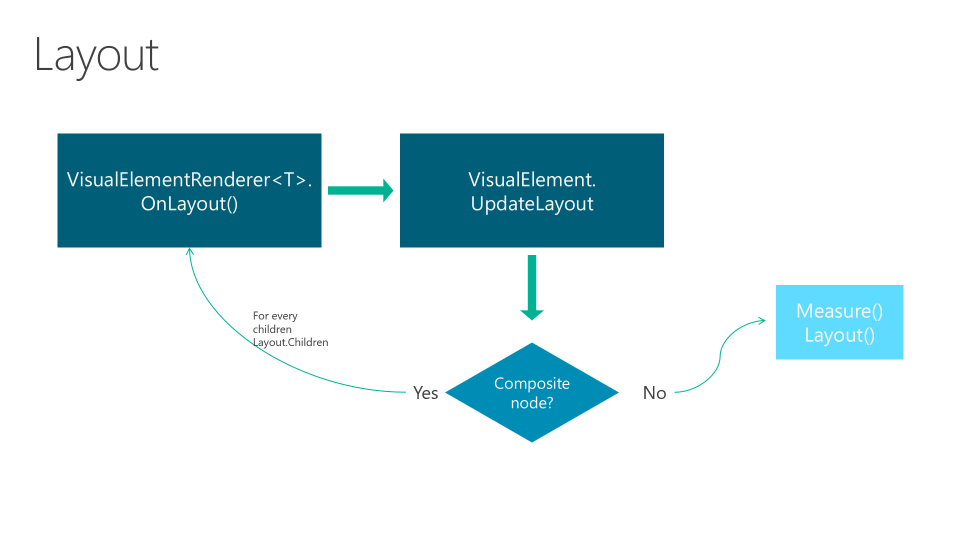 Layout
VisualElementRenderer<T>.
OnLayout()
VisualElement.
UpdateLayout
For every
children
Layout.Children
Measure()
Layout()
Yes
Composite
node?
No